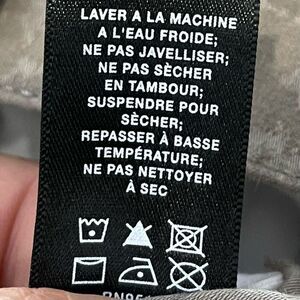 LAVER A LA MACHINE
A L'EAU FROIDE;
NE PAS JAVELLISER;
NE PAS SÈCHER
EN TAMBOUR;
SUSPENDRE POUR
SÈCHER;
REPASSER À BASSE
TEMPÉRATURE;
NE PAS NETTOYER
À SEC